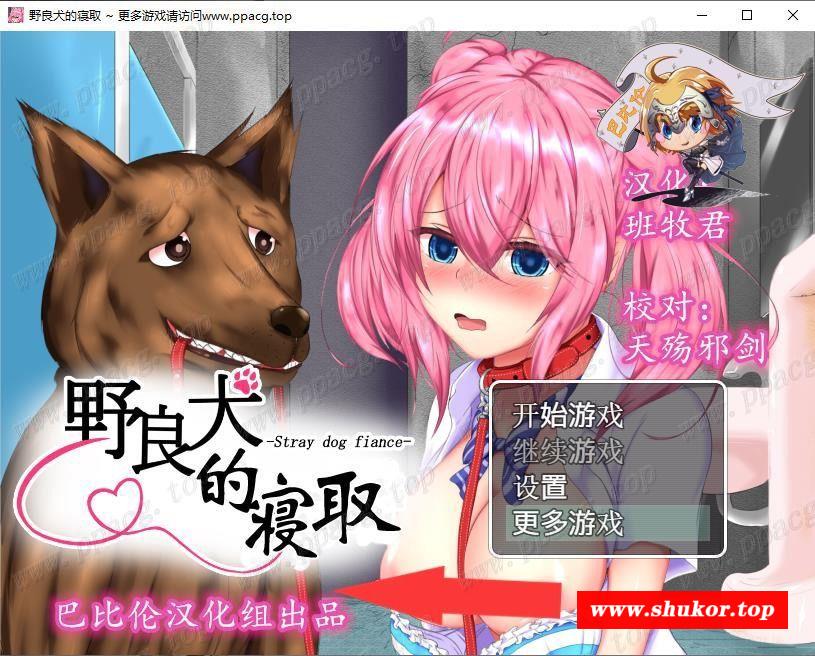 野良犬的寝取 ~ 更多游戏请访问www.ppacg.top
巴比伦
汉化:
班牧君
校对:
天殇邪剑
野良犬
-Stray dog fiance-
的寝取
开始游戏
继续游戏
设置
更多游戏
巴比伦汉化组出品
www.shukor.top
www.ppacg.top